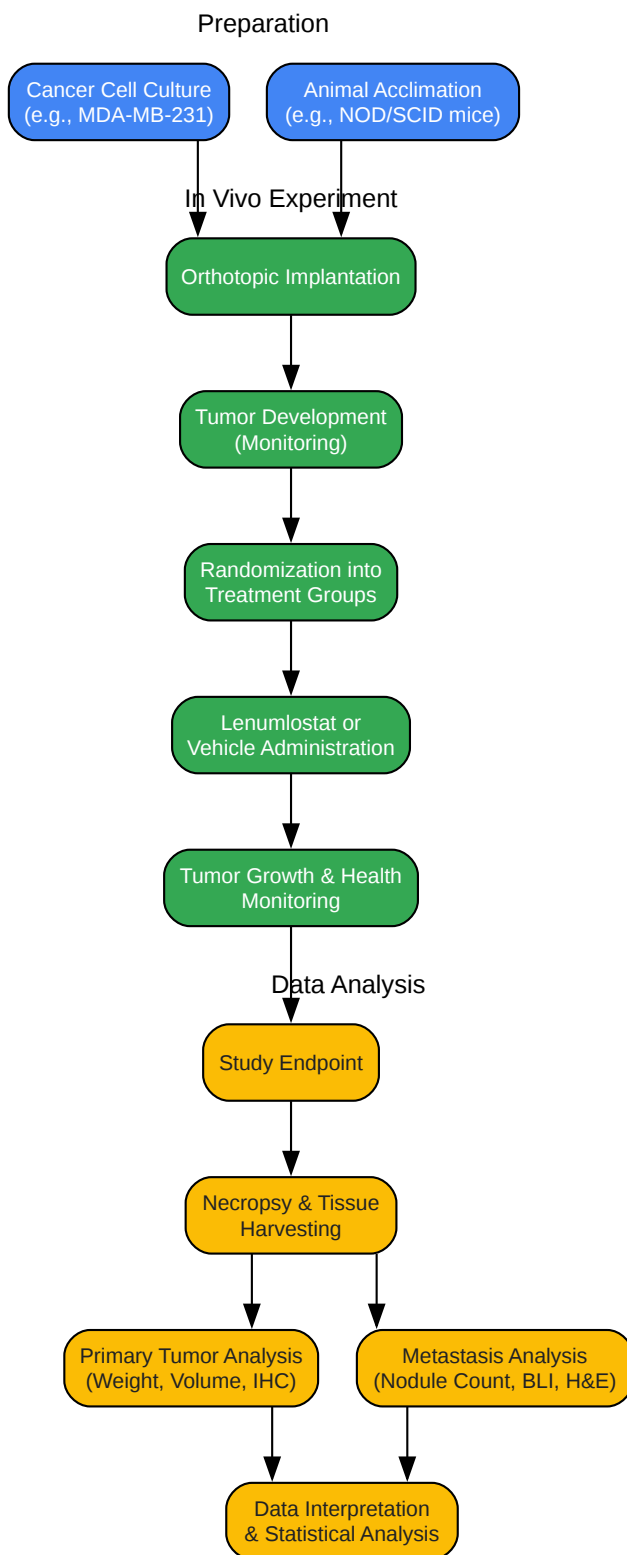 Preparation
Cancer Cell Culture
(e.g., MDA-MB-231)
Animal Acclimation
(e.g., NOD/SCID mice)
In Vivo Experiment
Orthotopic Implantation
Tumor Development
(Monitoring)
Randomization into
Treatment Groups
Lenumlostat or
Vehicle Administration
Tumor Growth & Health
Monitoring
Data Analysis
Study Endpoint
Necropsy & Tissue
Harvesting
Primary Tumor Analysis
(Weight, Volume, IHC)
Metastasis Analysis
(Nodule Count, BLI, H&E)
Data Interpretation
& Statistical Analysis